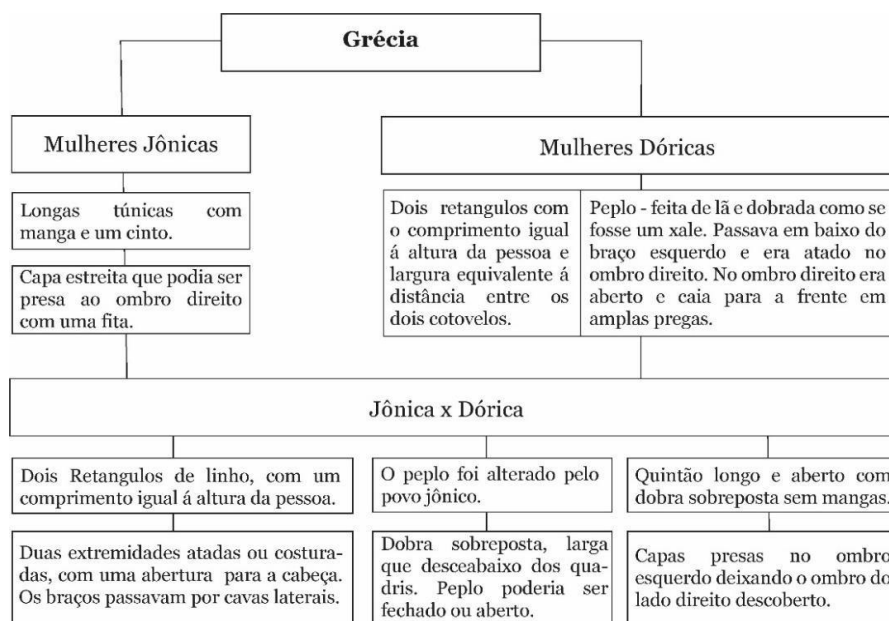 Grécia
Mulheres Jônicas
Mulheres Dóricas
Longas túnicas com
manga e um cinto.
Capa estreita que podia ser
presa ao ombro direito
com uma fita.
Dois retangulos com
o comprimento igual
á altura da pessoa e
largura equivalente á
distância entre os
dois cotovelos.
Peplo - feita de lã e dobrada como se
fosse um xale. Passava em baixo do
braço esquerdo e era atado no
ombro direito. No ombro direito era
aberto e caia para a frente em
amplas pregas.
Jônica x Dórica
Dois Retangulos de linho, com um
comprimento igual á altura da pessoa.
Duas extremidades atadas ou costura-
das, com uma abertura para a cabeça.
Os braços passavam por cavas laterais.
O peplo foi alterado pelo
povo jônico.
Dobra sobreposta, larga
que desceabaixo dos qua-
dris. Peplo poderia ser
fechado ou aberto.
Quintão longo e aberto com
dobra sobreposta sem mangas.
Capas presas no ombro
esquerdo deixando o ombro do
lado direito descoberto.